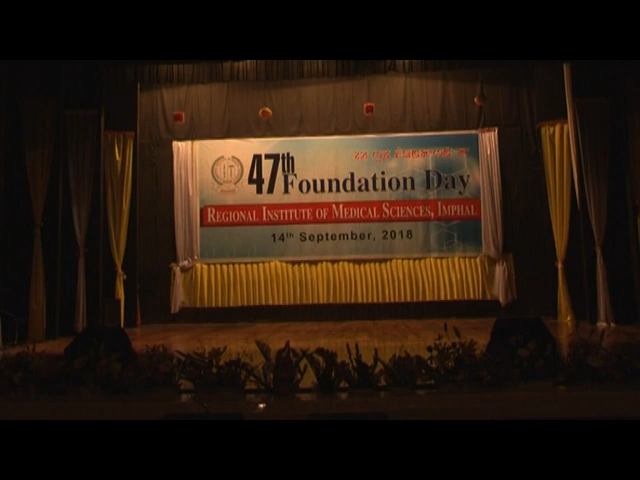 47th
Foundation Day
REGIONAL INSTITUTE OF MEDICAL SCIENCES, IMPHAL
14th September, 2018